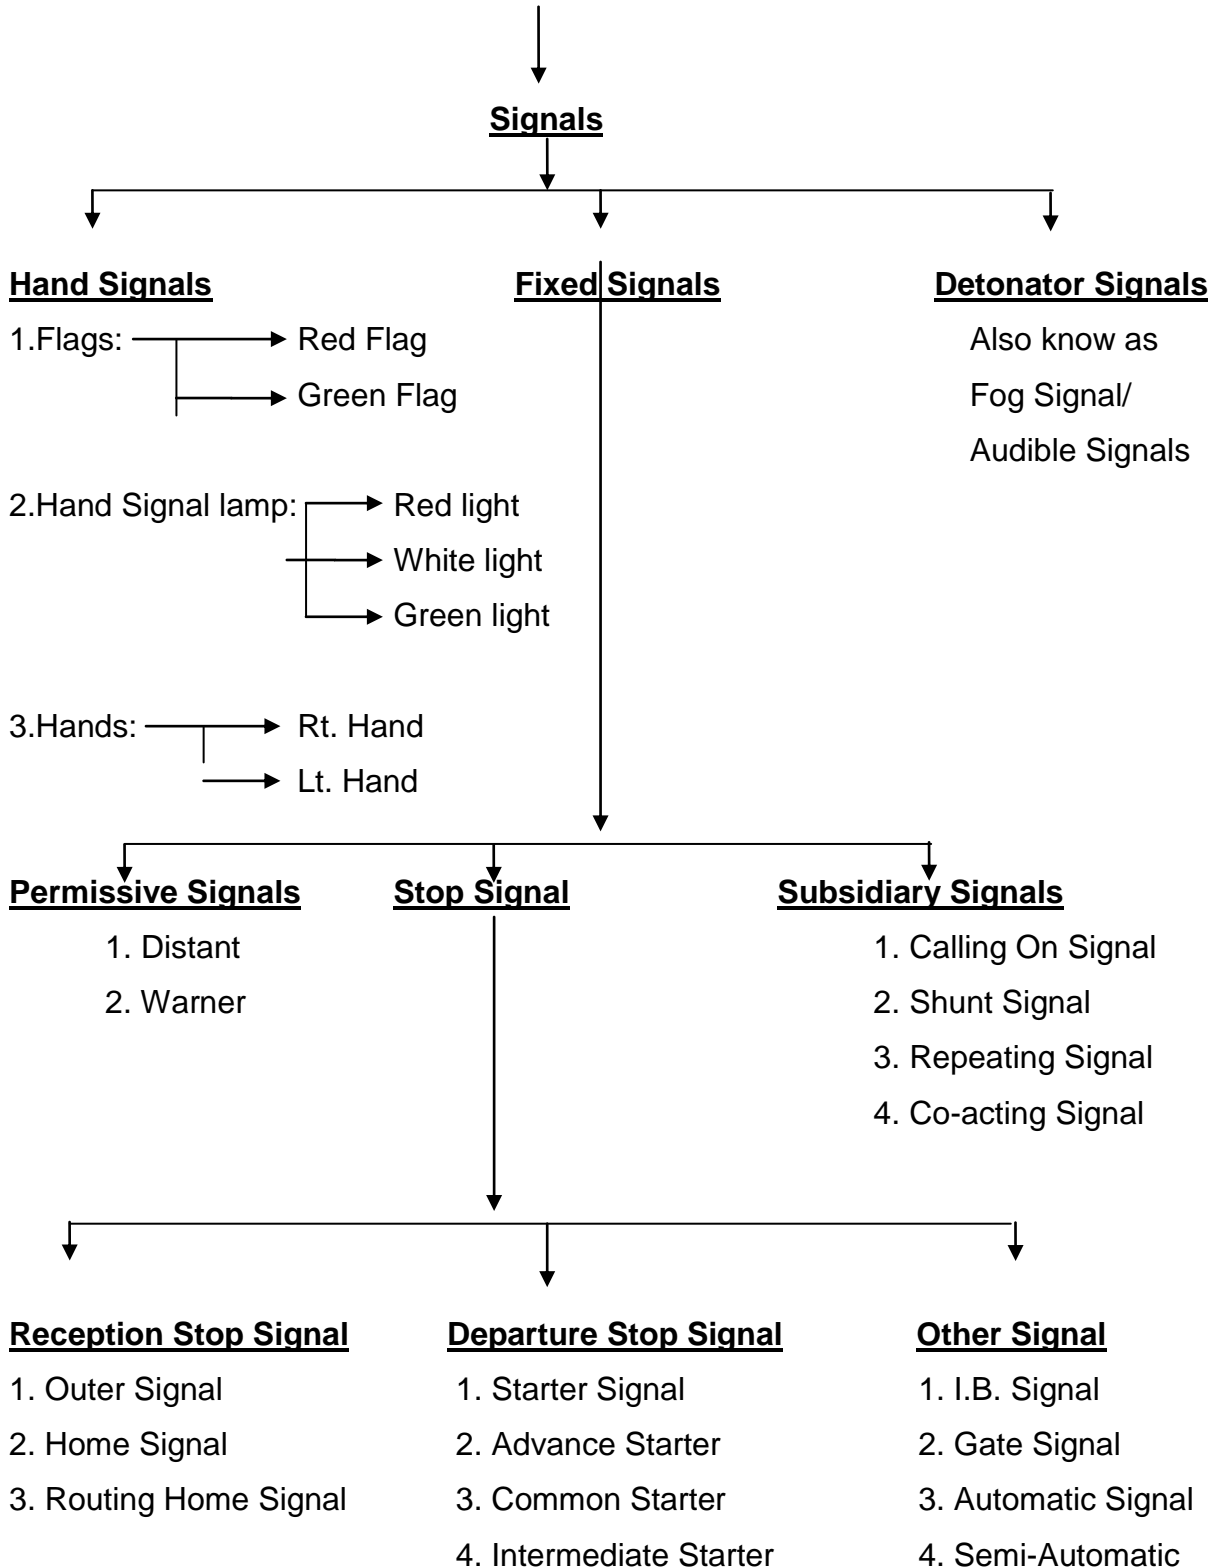 Signals
Hand Signals
1.Flags: Red Flag
Green Flag
2.Hand Signal lamp: Red light
White light
Green light
3.Hands: Rt. Hand
Lt. Hand
Fixed Signals
Detonator Signals
Also know as
Fog Signal/
Audible Signals
Permissive Signals
1. Distant
2. Warner
Stop Signal
Subsidiary Signals
1. Calling On Signal
2. Shunt Signal
3. Repeating Signal
4. Co-acting Signal
Reception Stop Signal
1. Outer Signal
2. Home Signal
3. Routing Home Signal
Departure Stop Signal
1. Starter Signal
2. Advance Starter
3. Common Starter
4. Intermediate Starter
Other Signal
1. I.B. Signal
2. Gate Signal
3. Automatic Signal
4. Semi-Automatic